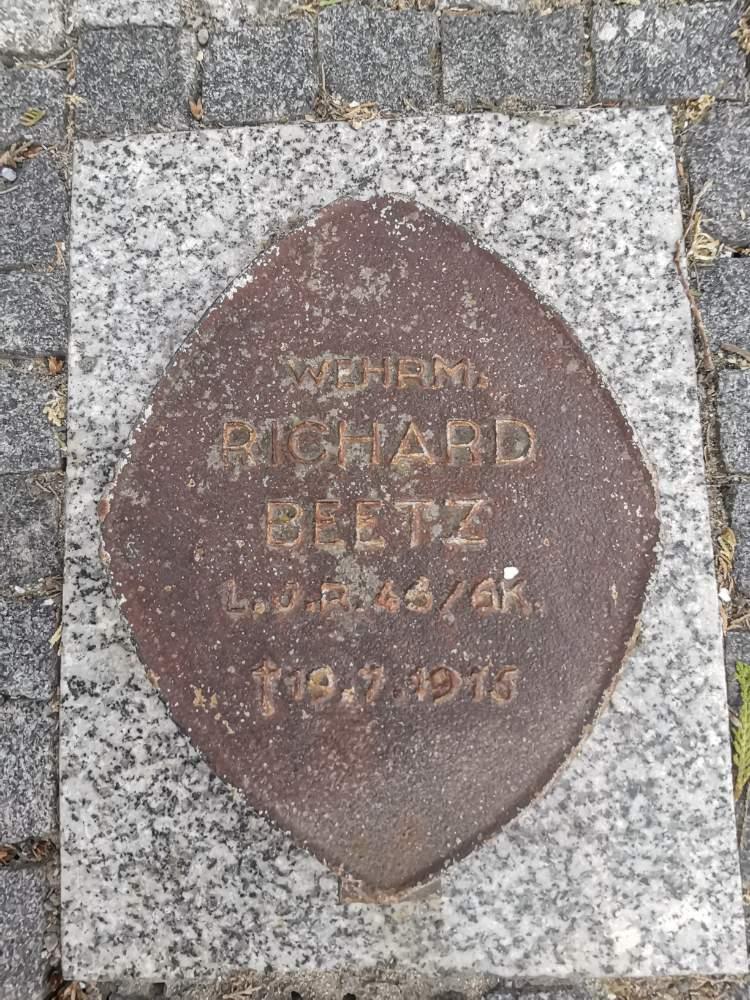 WEHRM.
RICHARD
BEETZ
L.J.R. 46/6K.
†19.7.1915